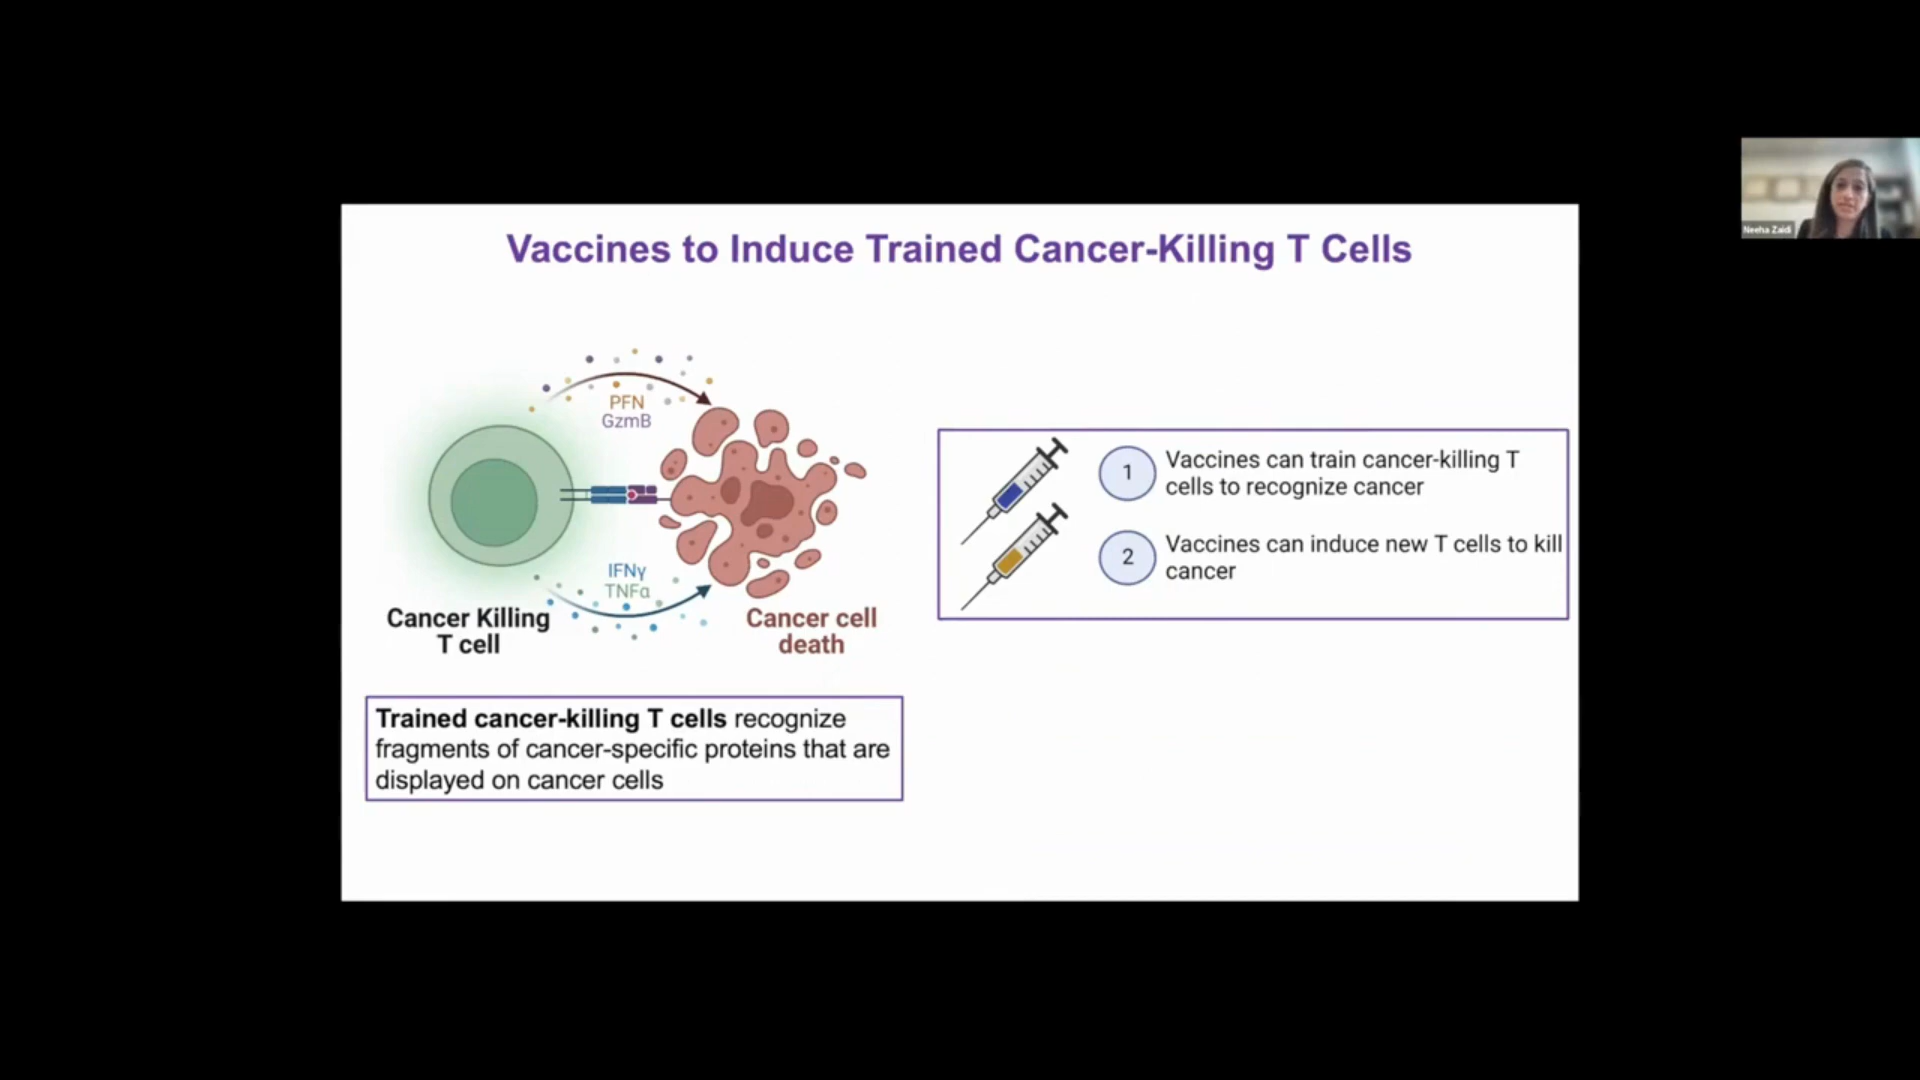 Vaccines to Induce Trained Cancer-Killing T Cells
PFN
GzmB
IFNγ
TNFα
Cancer Killing
T cell
Cancer cell
death
Trained cancer-killing T cells recognize
fragments of cancer-specific proteins that are
displayed on cancer cells
1
Vaccines can train cancer-killing T
cells to recognize cancer
2
Vaccines can induce new T cells to kill
cancer
Neeha Zaidi